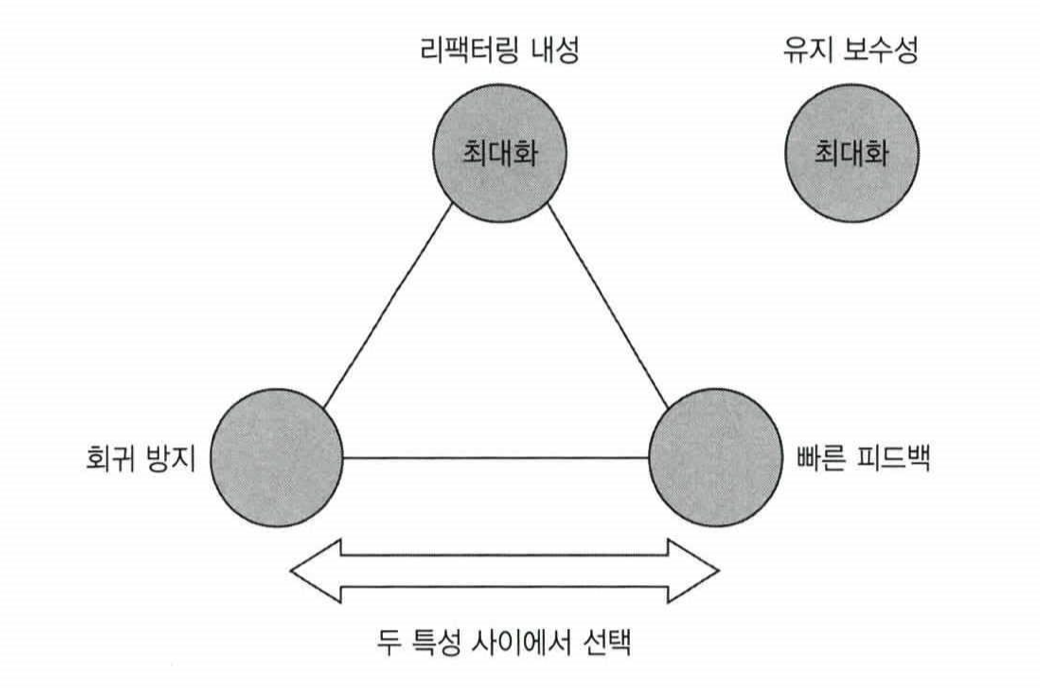 리팩터링 내성
유지 보수성
최대화
최대화
회귀 방지
빠른 피드백
두 특성 사이에서 선택